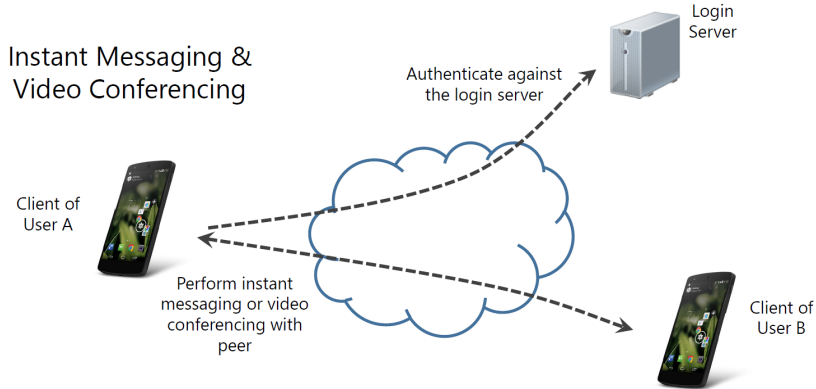 Instant Messaging &
Video Conferencing
Login
Server
Authenticate against
the login server
Client of
User A
Perform instant
messaging or video
conferencing with
peer
Client of
User B